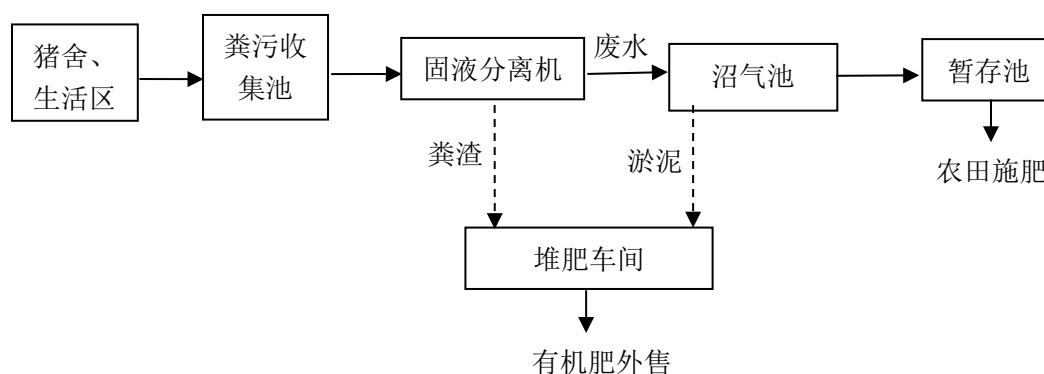 猪舍、
生活区
粪污收
集池
固液分离机
废水
沼气池
暂存池
粪渣
淤泥
农田施肥
堆肥车间
有机肥外售